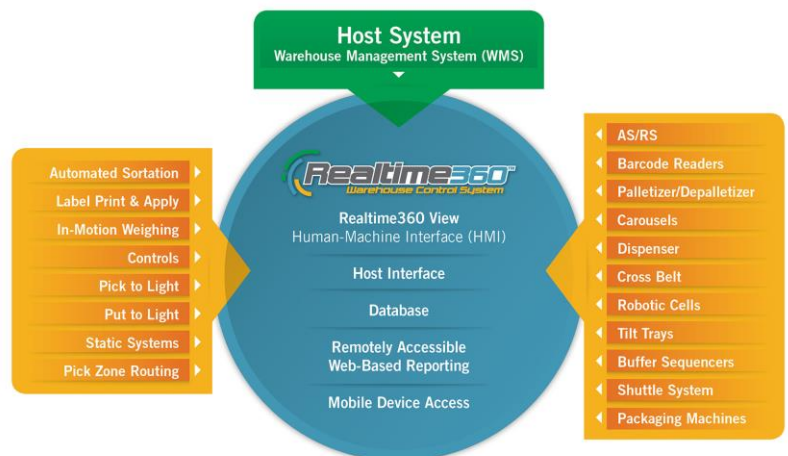 Host System
Warehouse Management System (WMS)
Automated Sortation
Label Print & Apply
In-Motion Weighing
Controls
Pick to Light
Put to Light
Static Systems
Pick Zone Routing
Realtime360™
Warehouse Control System
Realtime360 View
Human-Machine Interface (HMI)
Host Interface
Database
Remotely Accessible
Web-Based Reporting
Mobile Device Access
AS/RS
Barcode Readers
Palletizer/Depalletizer
Carousels
Dispenser
Cross Belt
Robotic Cells
Tilt Trays
Buffer Sequencers
Shuttle System
Packaging Machines